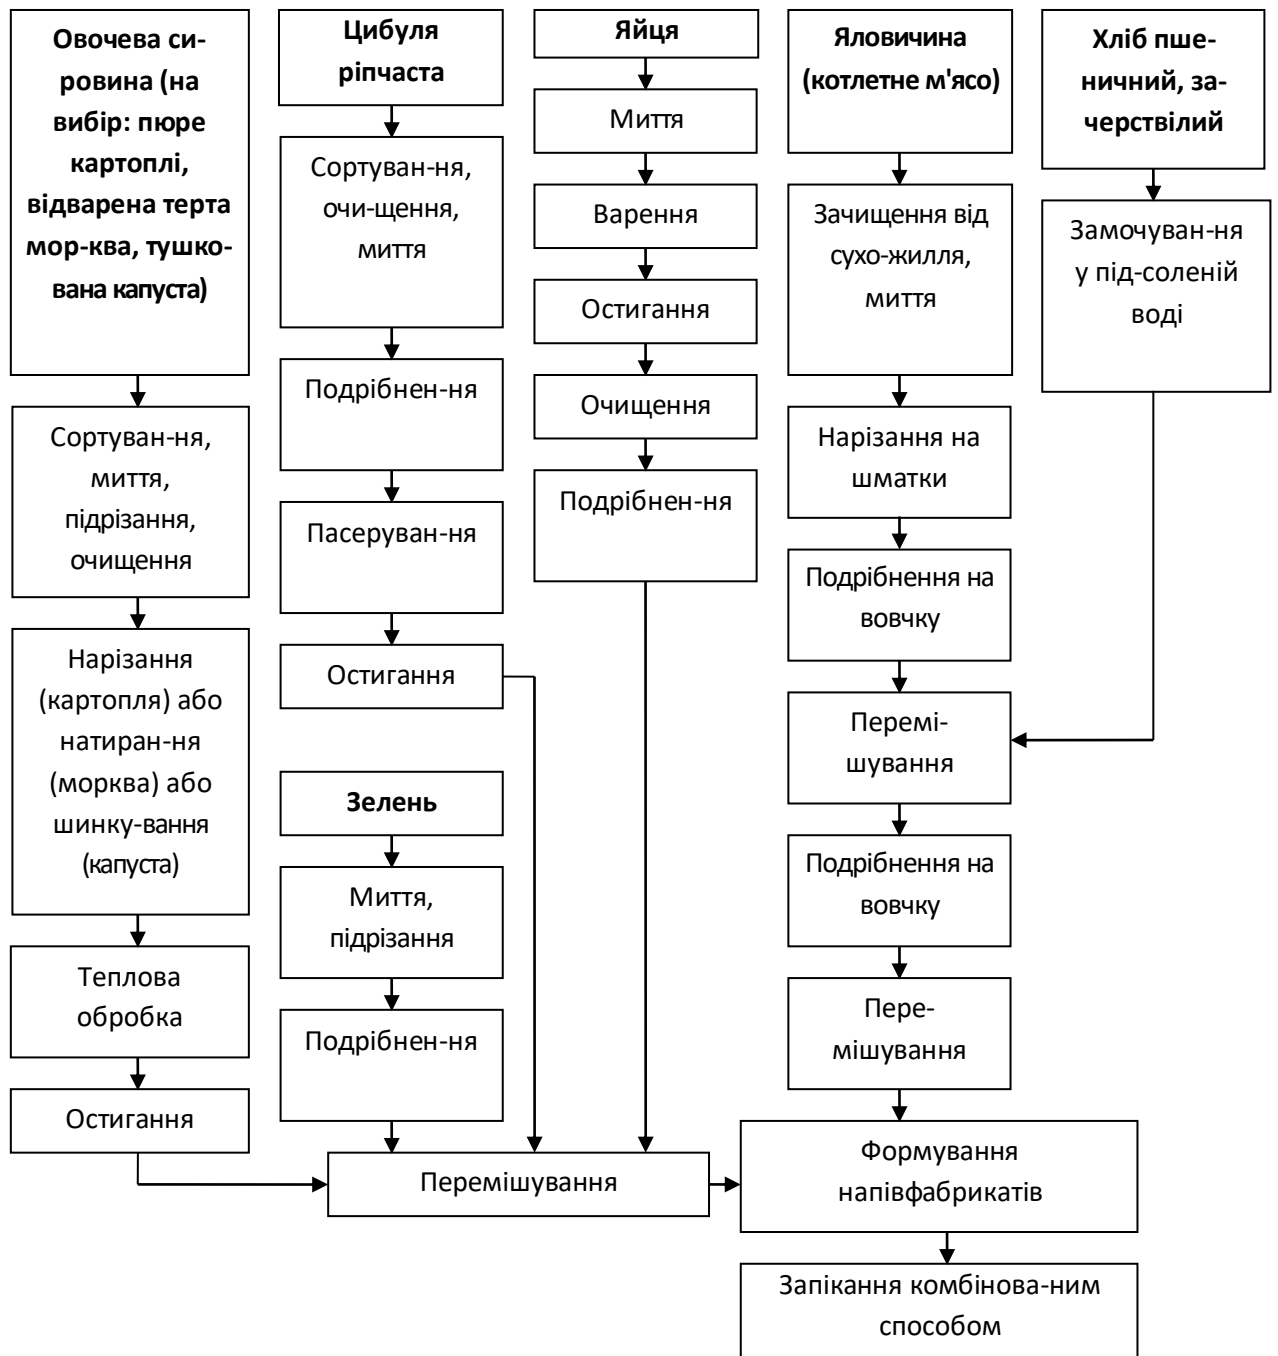 Овочева си-
ровина (на
вибір: пюре
картоплі,
відварена терта
мор-ква, тушко-
вана капуста)
Сортуван-ня,
миття,
підрізання,
очищення
Нарізання
(картопля) або
натиран-ня
(морква) або
шинку-вання
(капуста)
Теплова
обробка
Остигання
Цибуля
ріпчаста
Сортуван-ня,
очи-щення,
миття
Подрібнен-ня
Пасеруван-ня
Остигання
Зелень
Миття,
підрізання
Подрібнен-ня
Яйця
Миття
Варення
Остигання
Очищення
Подрібнен-ня
Перемішування
Яловичина
(котлетне м'ясо)
Зачищення від
сухо-жилля,
миття
Нарізання на
шматки
Подрібнення на
вовчку
Перемі-
шування
Подрібнення на
вовчку
Пере-
мішування
Хліб пше-
ничний, за-
черствілий
Замочуван-ня
у під-соленій
воді
Формування
напівфабрикатів
Запікання комбінова-ним
способом